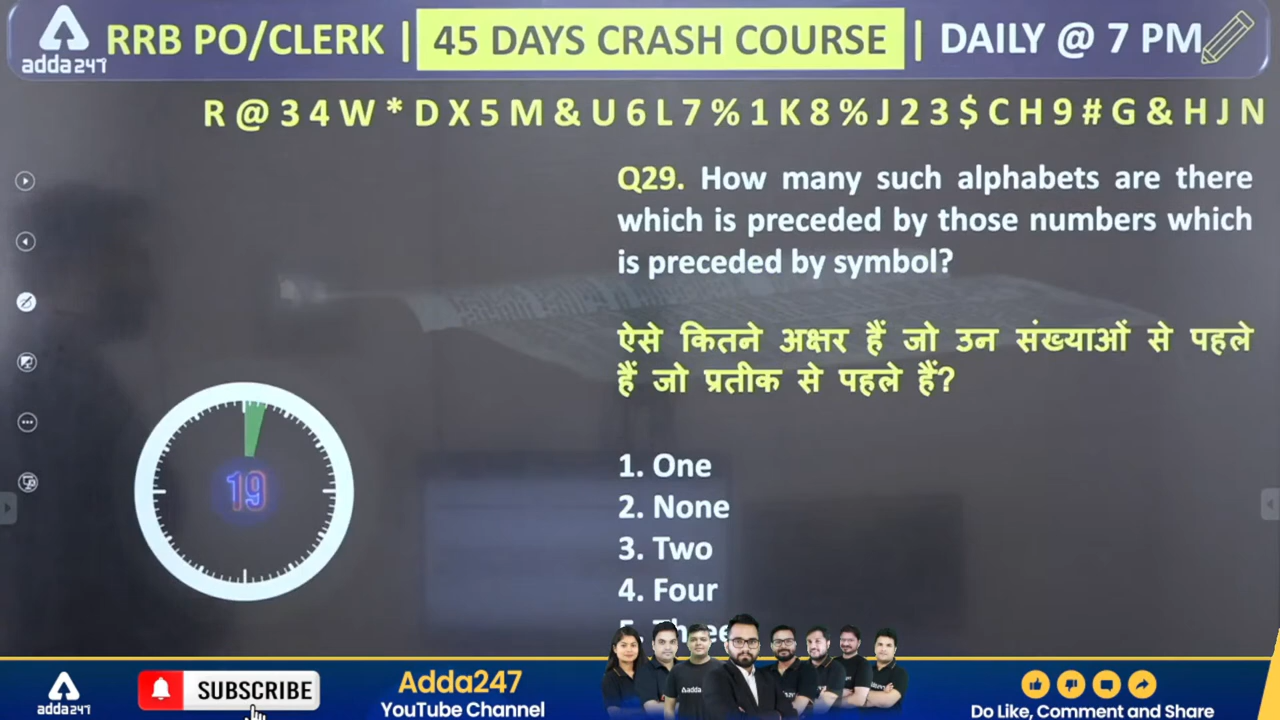 adda247
RRB PO/CLERK | 45 DAYS CRASH COURSE | DAILY @ 7 PM
R @ 3 4 W * D X 5 M & U 6 L 7 % 1 K 8 % J 2 3 $ C H 9 # G & H J N
Q29. How many such alphabets are there
which is preceded by those numbers which
is preceded by symbol?
ऐसे कितने अक्षर हैं जो उन संख्याओं से पहले
हैं जो प्रतीक से पहले हैं?
19
1. One
2. None
3. Two
4. Four
5. Three
adda247
SUBSCRIBE
Adda247
YouTube Channel
adda
Do Like, Comment and Share